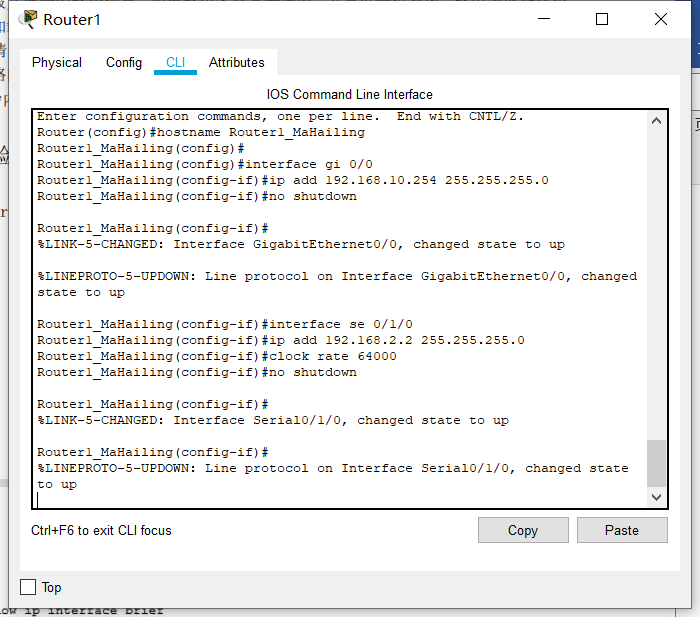 Router1
Physical Config CLI Attributes
IOS Command Line Interface
Enter configuration commands, one per line.  End with CNTL/Z.
Router(config)#hostname Router1_MaHailing
Router1_MaHailing(config)#
Router1_MaHailing(config)#interface gi 0/0
Router1_MaHailing(config-if)#ip add 192.168.10.254 255.255.255.0
Router1_MaHailing(config-if)#no shutdown
Router1_MaHailing(config-if)#
%LINK-5-CHANGED: Interface GigabitEthernet0/0, changed state to up
%LINEPROTO-5-UPDOWN: Line protocol on Interface GigabitEthernet0/0, changed
state to up
Router1_MaHailing(config-if)#interface se 0/1/0
Router1_MaHailing(config-if)#ip add 192.168.2.2 255.255.255.0
Router1_MaHailing(config-if)#clock rate 64000
Router1_MaHailing(config-if)#no shutdown
Router1_MaHailing(config-if)#
%LINK-5-CHANGED: Interface Serial0/1/0, changed state to up
Router1_MaHailing(config-if)#
%LINEPROTO-5-UPDOWN: Line protocol on Interface Serial0/1/0, changed state
to up
Ctrl+F6 to exit CLI focus
Copy
Paste
Top
ip interface brief